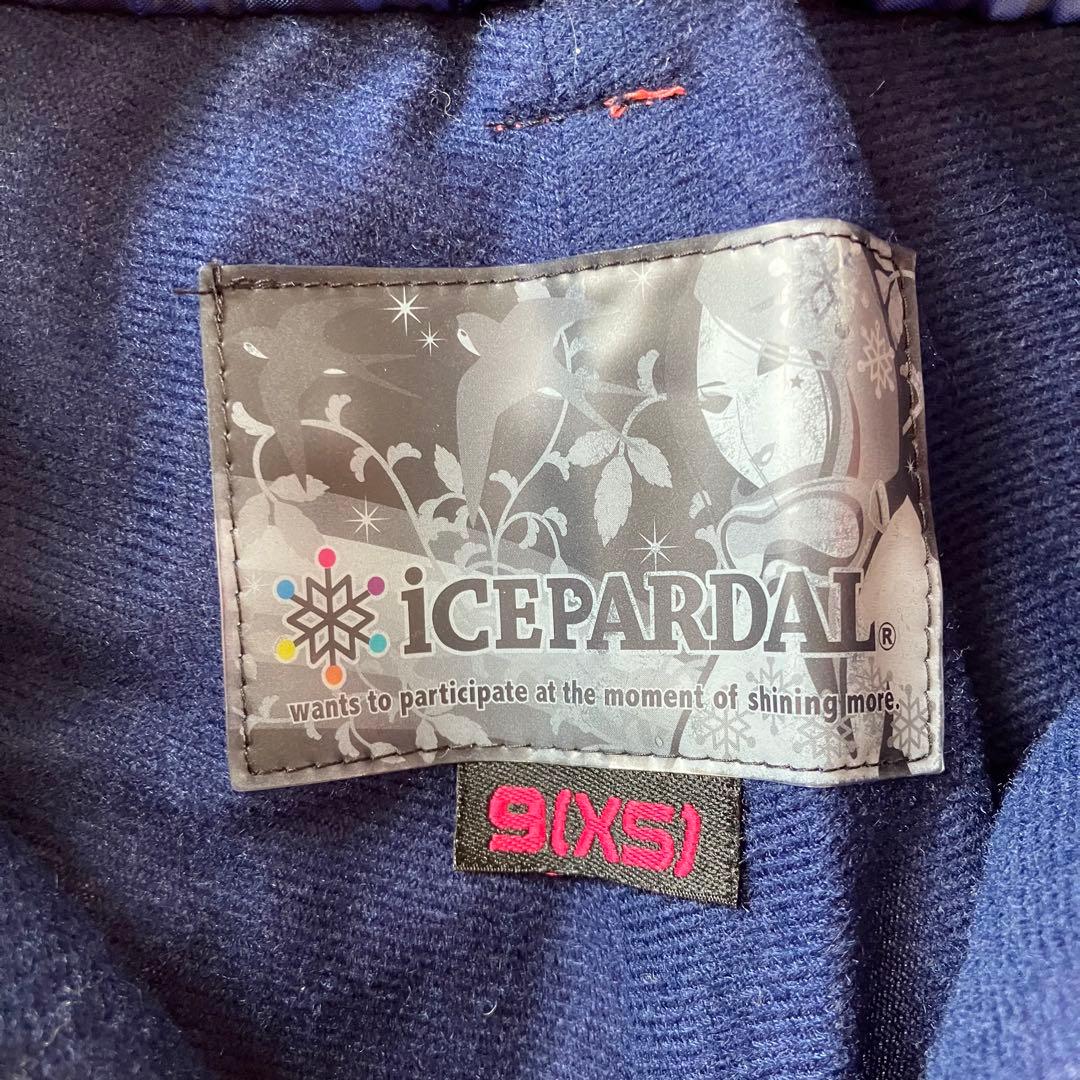 iCEPARDAL®
wants to participate at the moment of shining more.
9(XS)